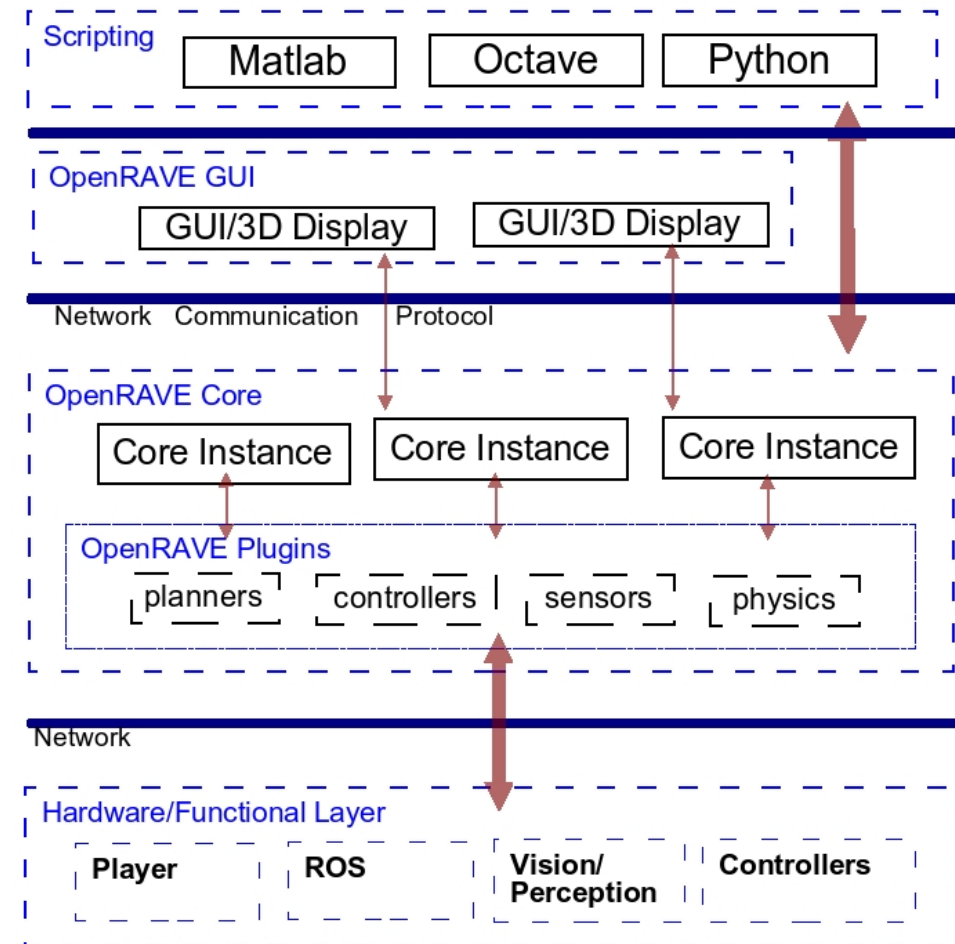 Scripting
Matlab
Octave
Python
OpenRAVE GUI
GUI/3D Display
GUI/3D Display
Network Communication Protocol
OpenRAVE Core
Core Instance
Core Instance
Core Instance
OpenRAVE Plugins
planners
controllers
sensors
physics
Network
Hardware/Functional Layer
Player
ROS
Vision/
Perception
Controllers